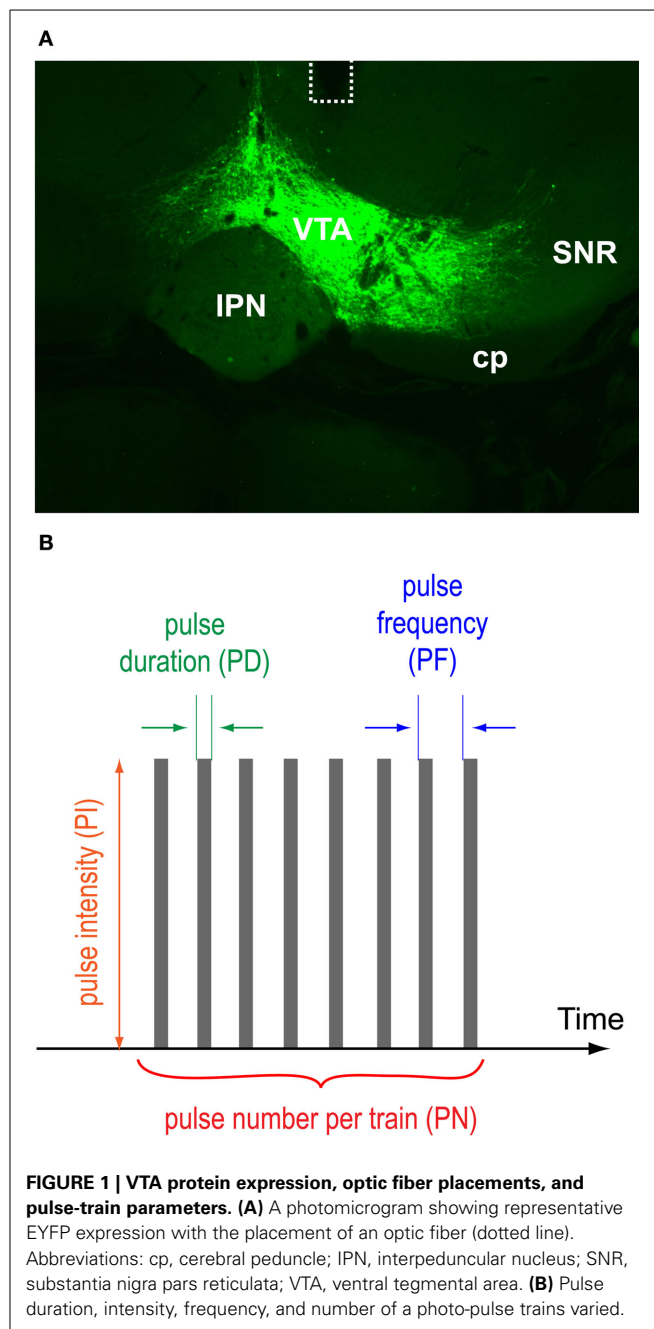 A
VTA
SNR
IPN
cp
B
pulse
duration (PD)
pulse
frequency
(PF)
pulse intensity (PI)
Time
pulse number per train (PN)
FIGURE 1 | VTA protein expression, optic fiber placements, and
pulse-train parameters. (A) A photomicrogram showing representative
EYFP expression with the placement of an optic fiber (dotted line).
Abbreviations: cp, cerebral peduncle; IPN, interpeduncular nucleus; SNR,
substantia nigra pars reticulata; VTA, ventral tegmental area. (B) Pulse
duration, intensity, frequency, and number of a photo-pulse trains varied.